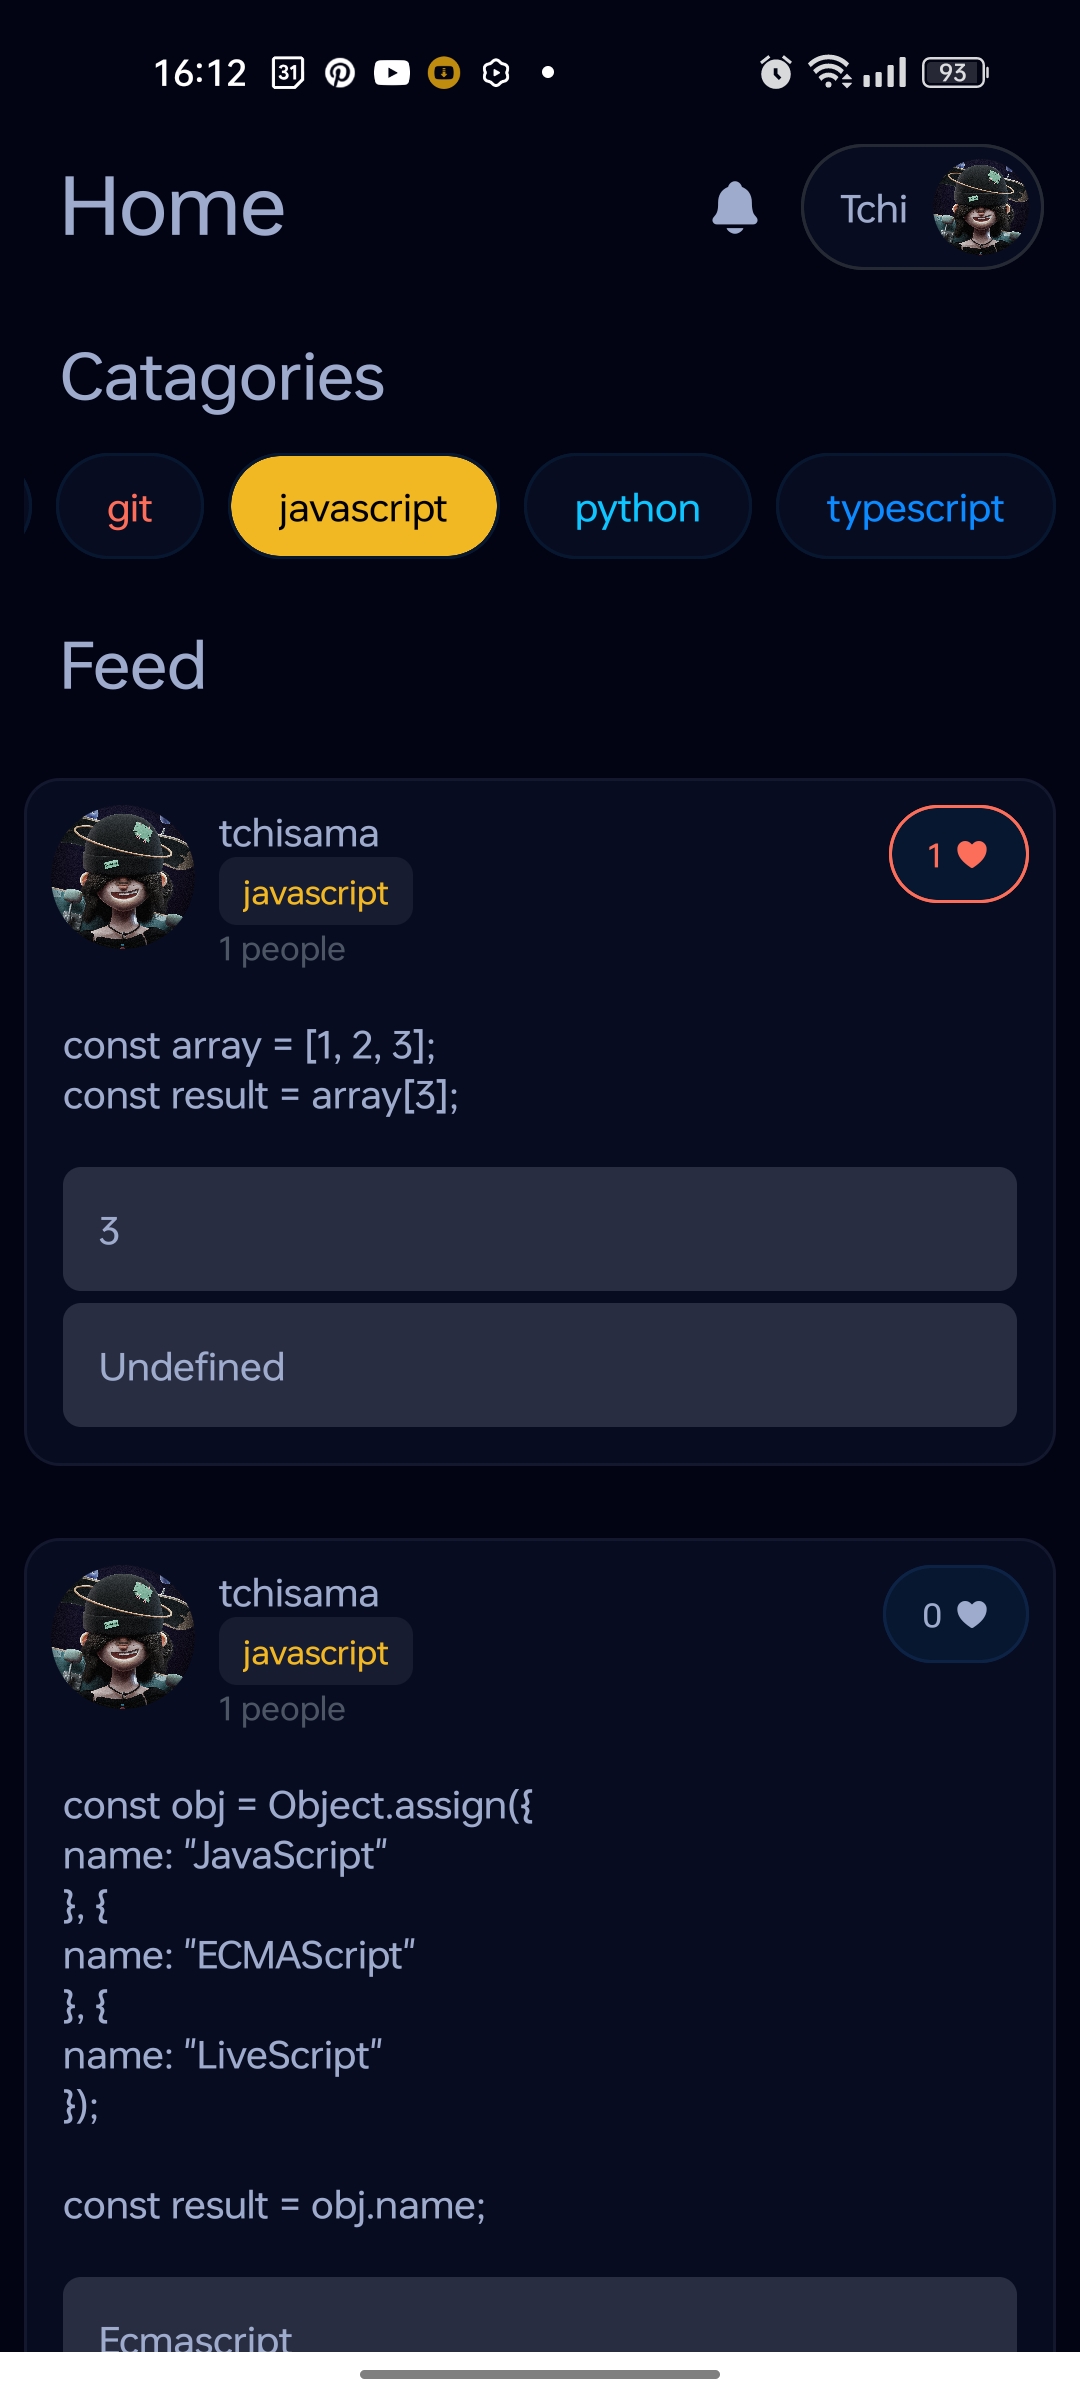 16:12 31 93
Home
Tchi
Catagories
git javascript python typescript
Feed
tchisama
1
javascript
1 people
const array = [1, 2, 3];
const result = array[3];
3
Undefined
tchisama
0
javascript
1 people
const obj = Object.assign({
name: "JavaScript"
}, {
name: "ECMAScript"
}, {
name: "LiveScript"
});
const result = obj.name;
Ecmascript